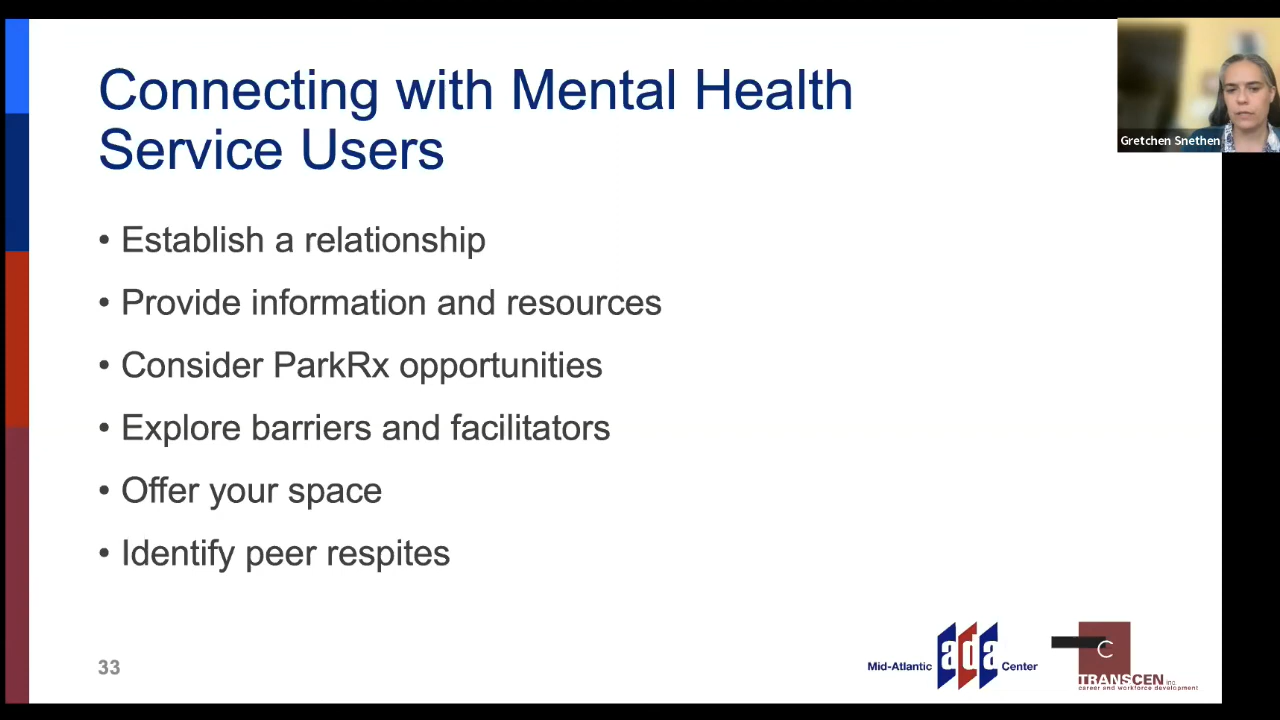 Connecting with Mental Health
Service Users
• Establish a relationship
• Provide information and resources
• Consider ParkRx opportunities
• Explore barriers and facilitators
• Offer your space
• Identify peer respites
33
Mid-Atlantic ada Center
C
TRANSCEN inc.
career and workforce development
Gretchen Snethen